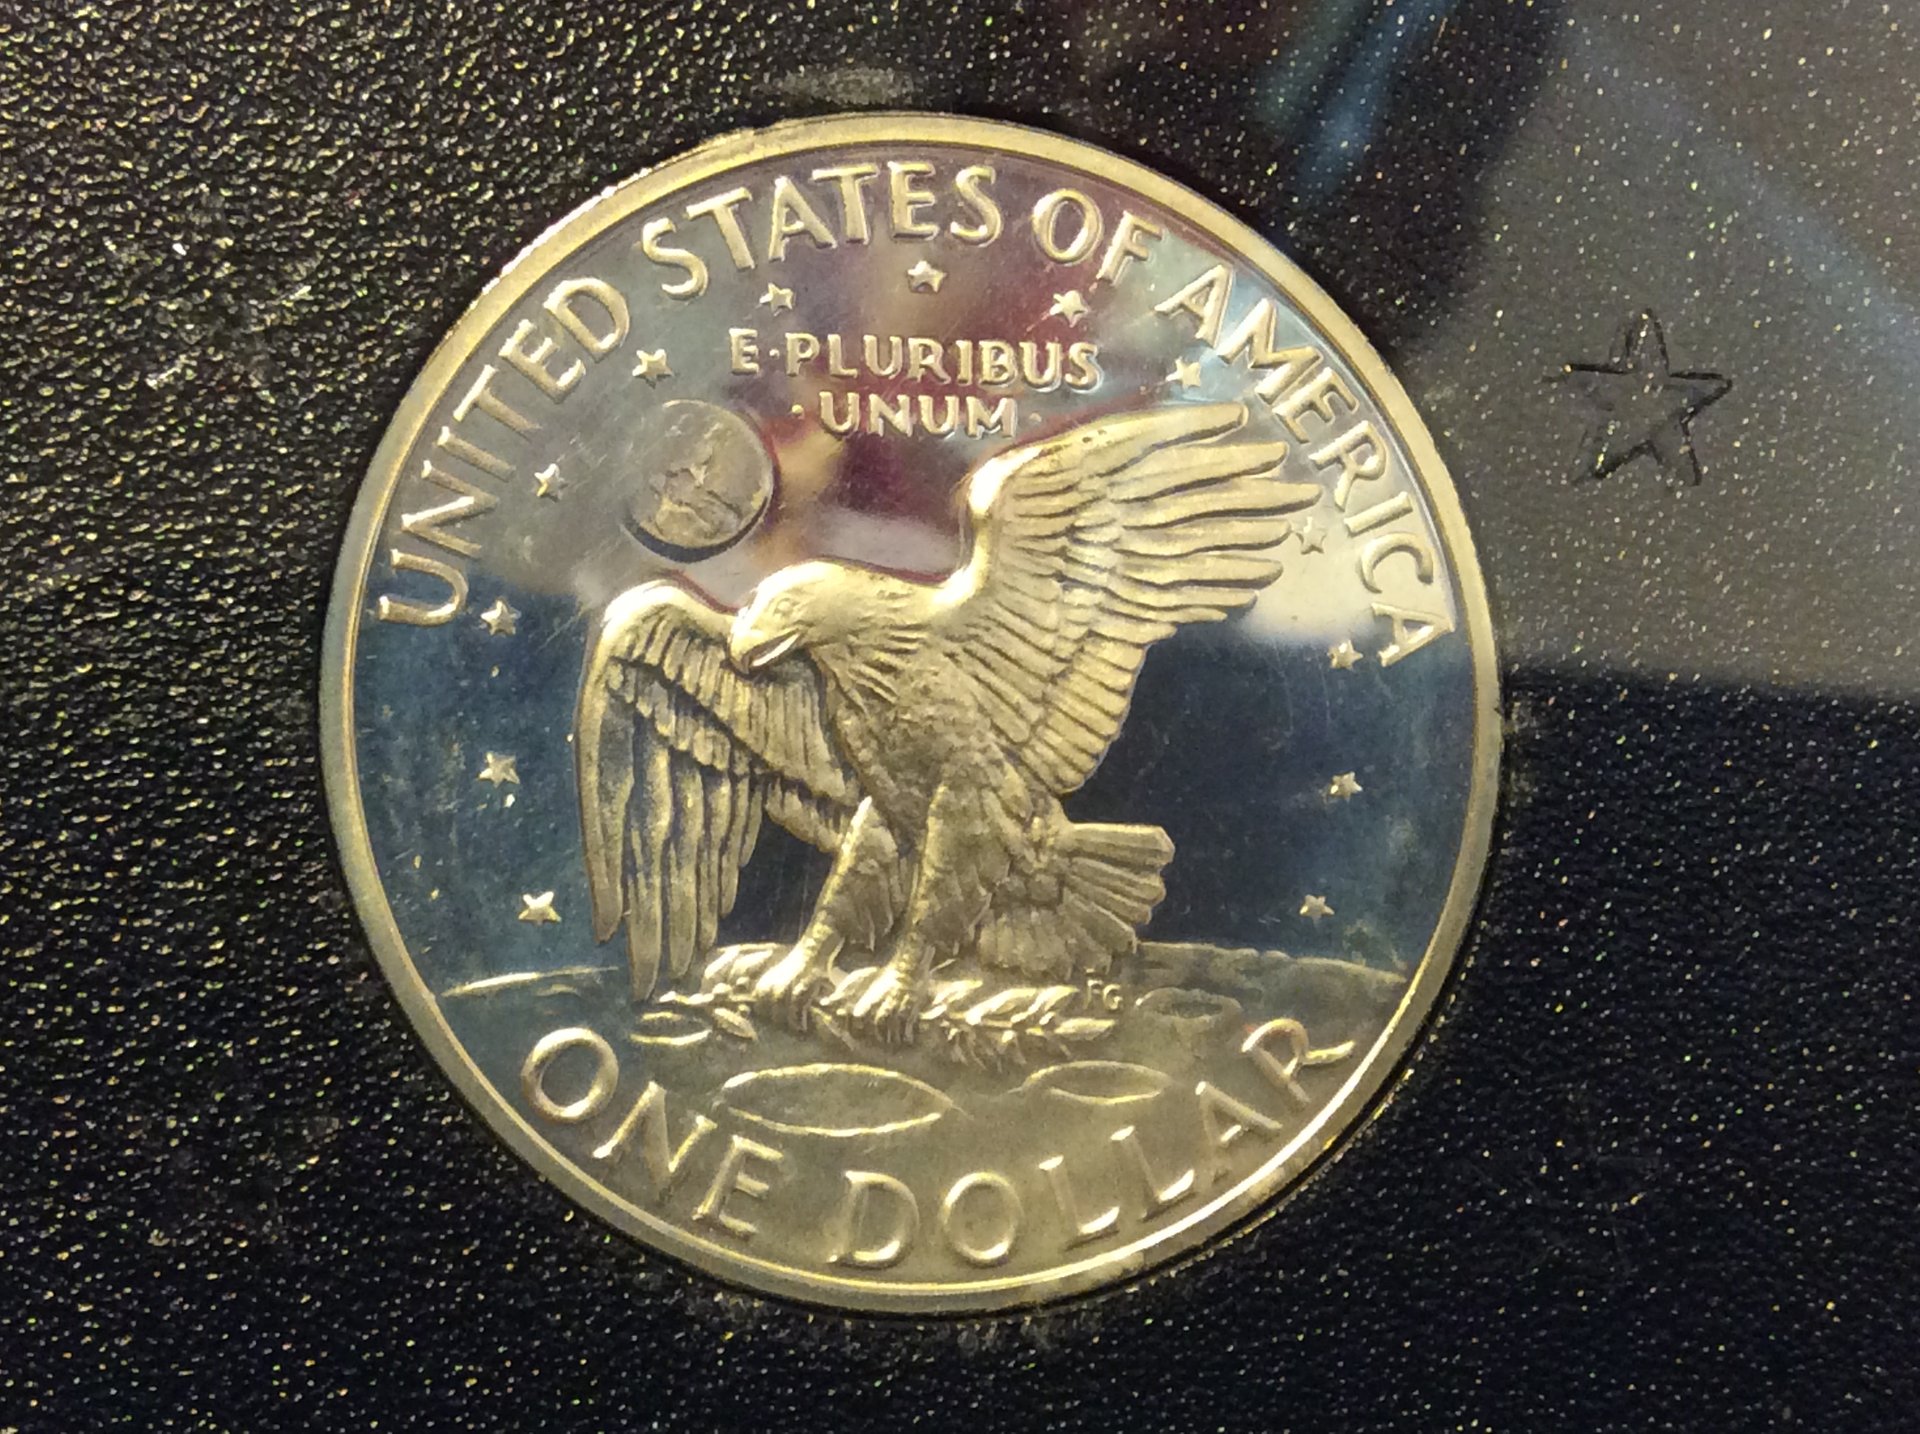 UNITED STATES OF AMERICA
E·PLURIBUS
·UNUM·
FG
ONE DOLLAR